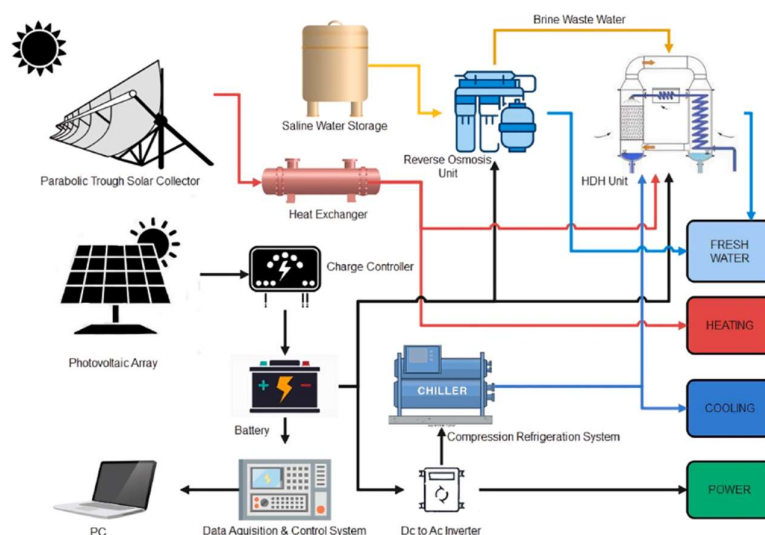 Brine Waste Water
Saline Water Storage
Reverse Osmosis
Unit
HDH Unit
Parabolic Trough Solar Collector
Heat Exchanger
FRESH
WATER
Charge Controller
HEATING
Photovoltaic Array
CHILLER
COOLING
Battery
Compression Refrigeration System
POWER
PC
Data Aquisition & Control System
Dc to Ac Inverter